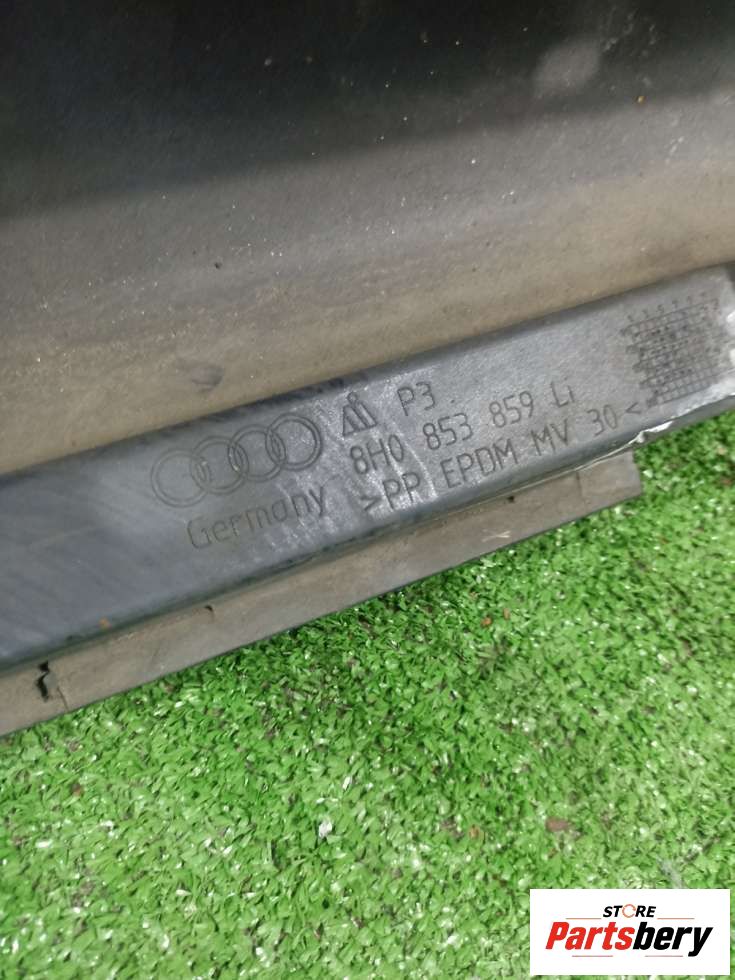 P3
8H0 853 859 Li
Germany >PP EPDM MV 30<
STORE
Partsbery